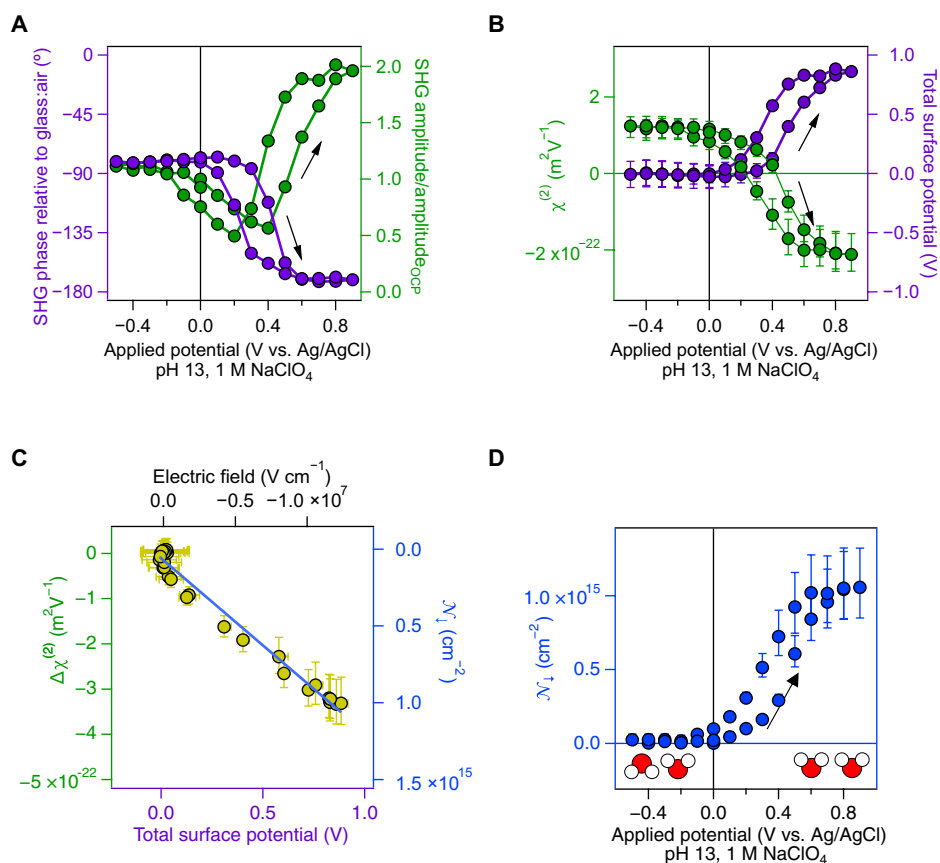 A
SHG phase relative to glass:air (º)
0
−45
−90
−135
−180
2.0
1.5
1.0
0.5
0.0
SHG amplitude/amplitude_OCP
−0.4 0.0 0.4 0.8
Applied potential (V vs. Ag/AgCl)
pH 13, 1 M NaClO₄
B
χ⁽²⁾ (m²V⁻¹)
2
0
−2 ×10⁻²²
1.0
0.5
0.0
−0.5
−1.0
Total surface potential (V)
−0.4 0.0 0.4 0.8
Applied potential (V vs. Ag/AgCl)
pH 13, 1 M NaClO₄
C
Electric field (V cm⁻¹)
0.0 −0.5 −1.0 ×10⁷
Δχ⁽²⁾ (m²V⁻¹)
0
−1
−2
−3
−4
−5 ×10⁻²²
0.0
0.5
1.0
1.5 ×10¹⁵
𝒩↓ (cm⁻²)
0.0 0.5 1.0
Total surface potential (V)
D
𝒩↑ (cm⁻²)
1.0 ×10¹⁵
0.5
0.0
−0.4 0.0 0.4 0.8
Applied potential (V vs. Ag/AgCl)
pH 13, 1 M NaClO₄